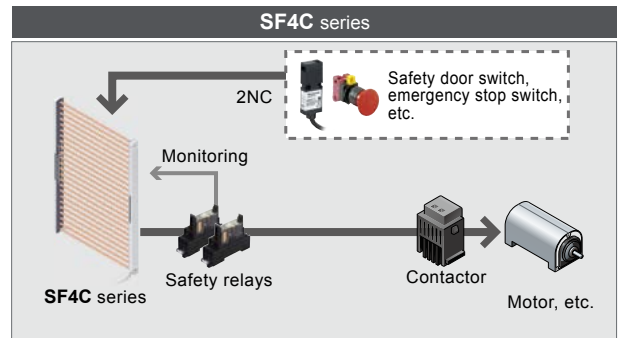 SF4C series
2NC
Safety door switch,
emergency stop switch,
etc.
Monitoring
SF4C series
Safety relays
Contactor
Motor, etc.